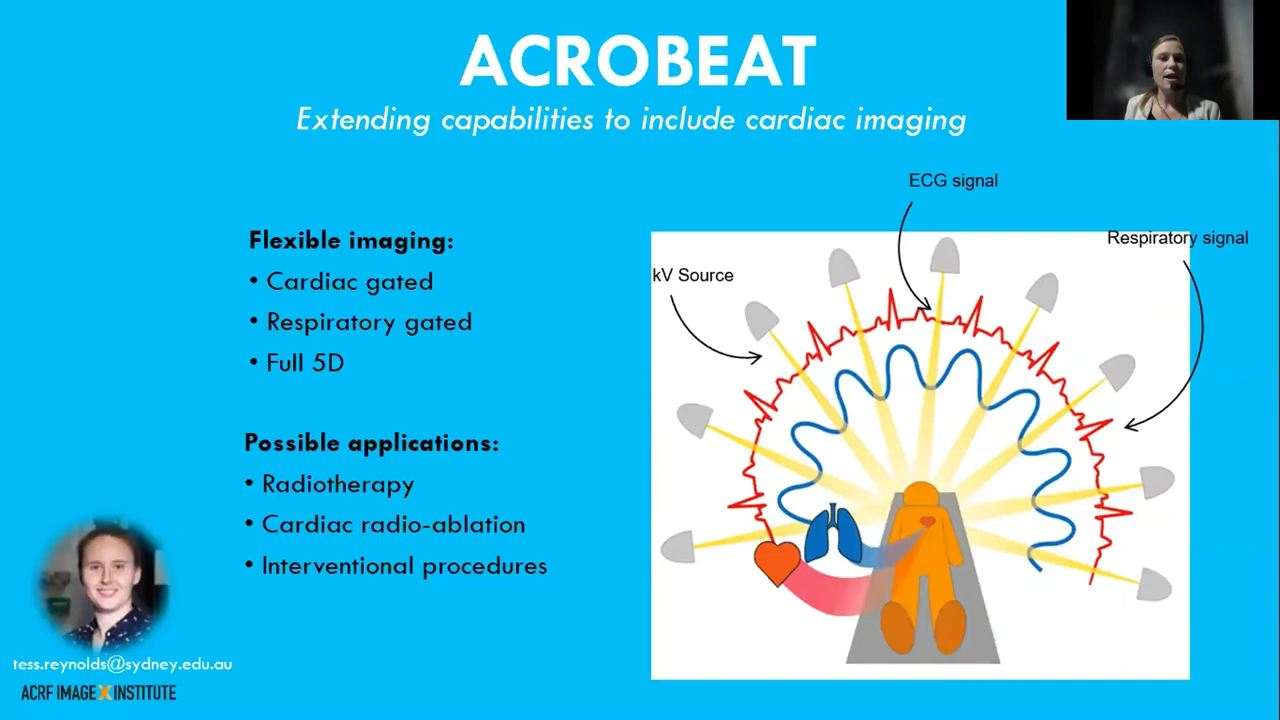 ACROBEAT
Extending capabilities to include cardiac imaging
Flexible imaging:
• Cardiac gated
• Respiratory gated
• Full 5D
Possible applications:
• Radiotherapy
• Cardiac radio-ablation
• Interventional procedures
ECG signal
Respiratory signal
kV Source
tess.reynolds@sydney.edu.au
ACRF IMAGE X INSTITUTE